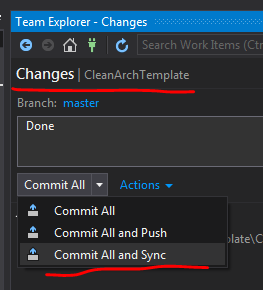 Team Explorer - Changes
Search Work Items (Ctrl
Changes | CleanArchTemplate
Branch: master
Done
Commit All Actions
Commit All
Commit All and Push
Commit All and Sync
plate\C